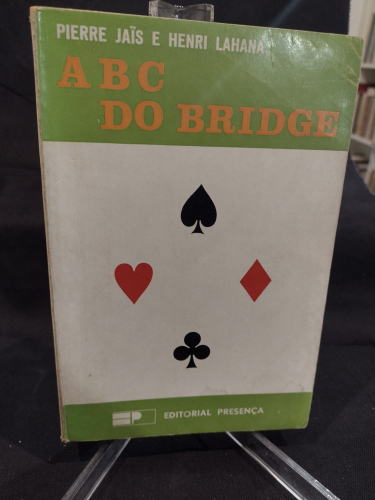 PIERRE JAÏS E HENRI LAHANA
ABC
DO BRIDGE
EDITORIAL PRESENÇA